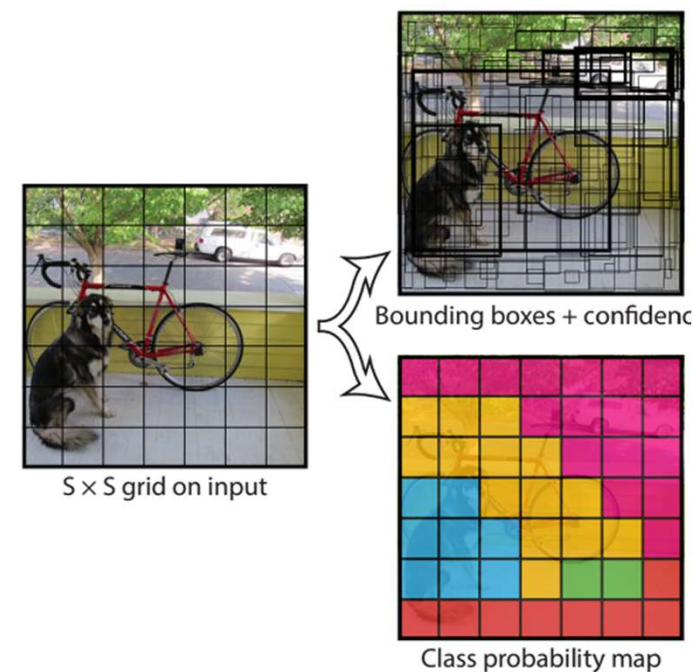 Bounding boxes + confidenc
S × S grid on input
Class probability map